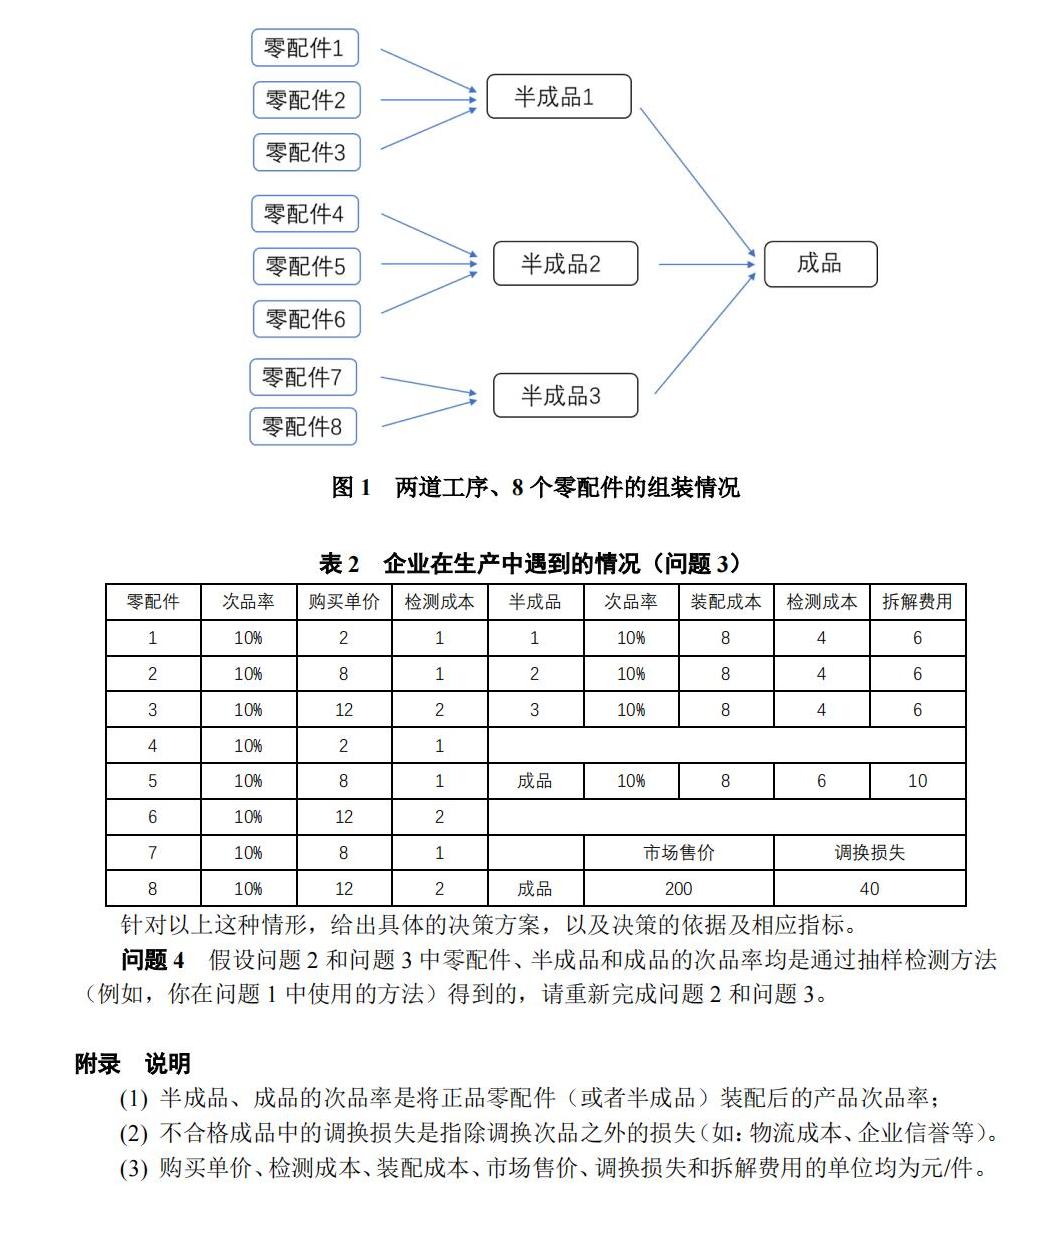 零配件1
零配件2
零配件3
半成品1
零配件4
零配件5
零配件6
半成品2
成品
零配件7
零配件8
半成品3
图 1 两道工序、8 个零配件的组装情况
表 2 企业在生产中遇到的情况（问题 3）
零配件 次品率 购买单价 检测成本 半成品 次品率 装配成本 检测成本 拆解费用
1 10% 2 1 1 10% 8 4 6
2 10% 8 1 2 10% 8 4 6
3 10% 12 2 3 10% 8 4 6
4 10% 2 1
5 10% 8 1 成品 10% 8 6 10
6 10% 12 2
7 10% 8 1 市场售价 调换损失
8 10% 12 2 成品 200 40
针对以上这种情形，给出具体的决策方案，以及决策的依据及相应指标。
问题 4 假设问题 2 和问题 3 中零配件、半成品和成品的次品率均是通过抽样检测方法
（例如，你在问题 1 中使用的方法）得到的，请重新完成问题 2 和问题 3。
附录 说明
(1) 半成品、成品的次品率是将正品零配件（或者半成品）装配后的产品次品率；
(2) 不合格成品中的调换损失是指除调换次品之外的损失（如：物流成本、企业信誉等）。
(3) 购买单价、检测成本、装配成本、市场售价、调换损失和拆解费用的单位均为元/件。